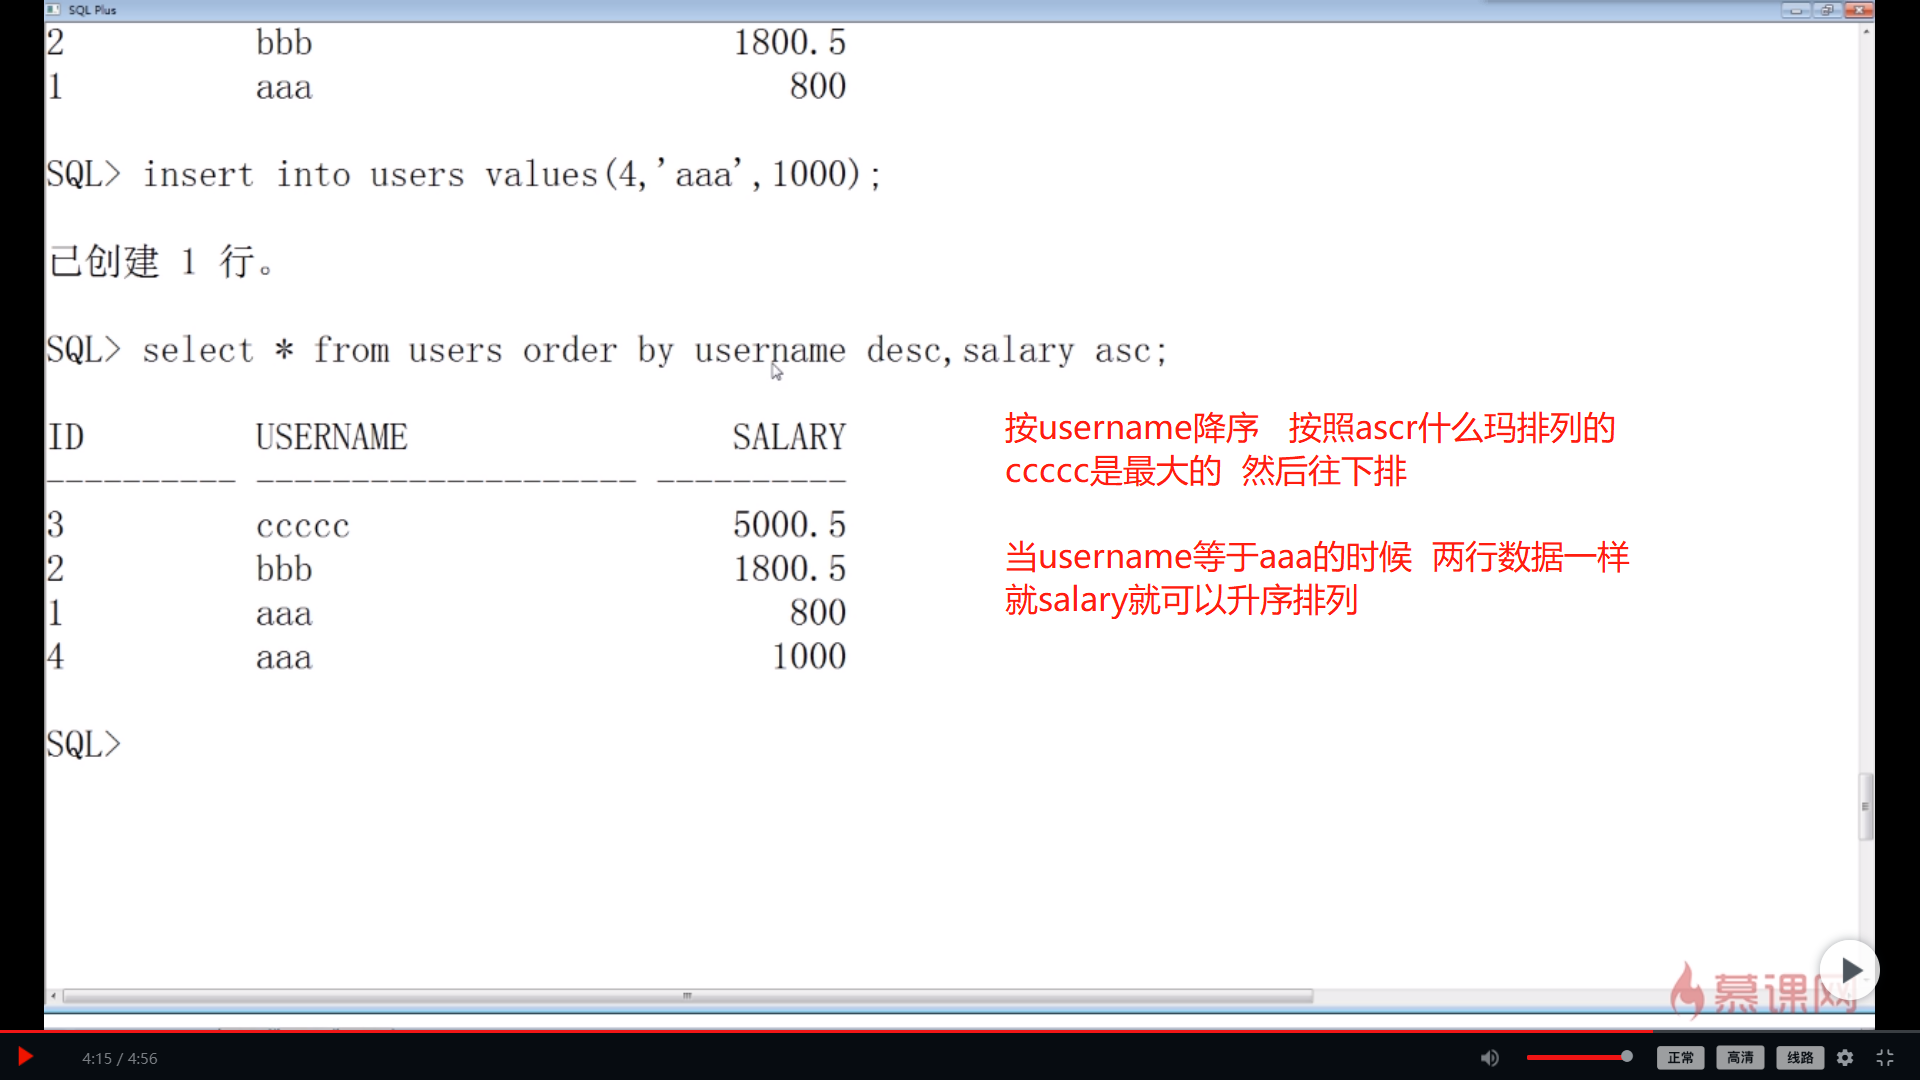 SQL Plus
2 bbb 1800.5
1 aaa 800
SQL> insert into users values(4,'aaa',1000);
已创建 1 行。
SQL> select * from users order by username desc,salary asc;
ID USERNAME SALARY
---------- -------------------- ----------
3 ccccc 5000.5
2 bbb 1800.5
1 aaa 800
4 aaa 1000
SQL>
按username降序 按照ascr什么玛排列的
ccccc是最大的 然后往下排
当username等于aaa的时候 两行数据一样
就salary就可以升序排列
慕课网
4:15 / 4:56
正常 高清 线路